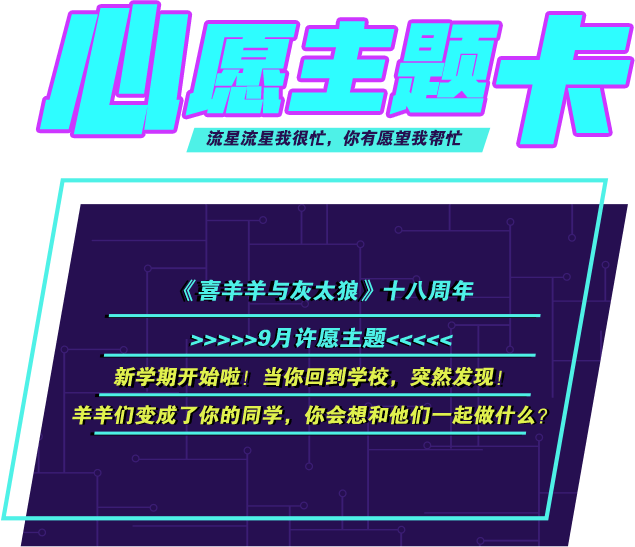 心愿主题卡
流星流星我很忙，你有愿望我帮忙
《喜羊羊与灰太狼》十八周年
>>>>>9月许愿主题<<<<<
新学期开始啦！当你回到学校，突然发现！
羊羊们变成了你的同学，你会想和他们一起做什么？